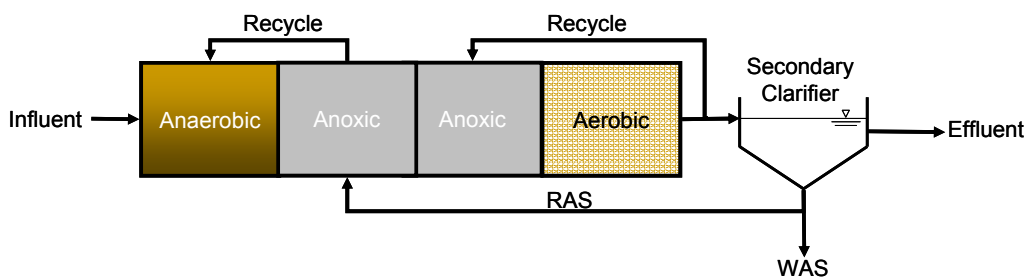 Recycle
Recycle
Secondary
Clarifier
Influent
Anaerobic
Anoxic
Anoxic
Aerobic
Effluent
RAS
WAS